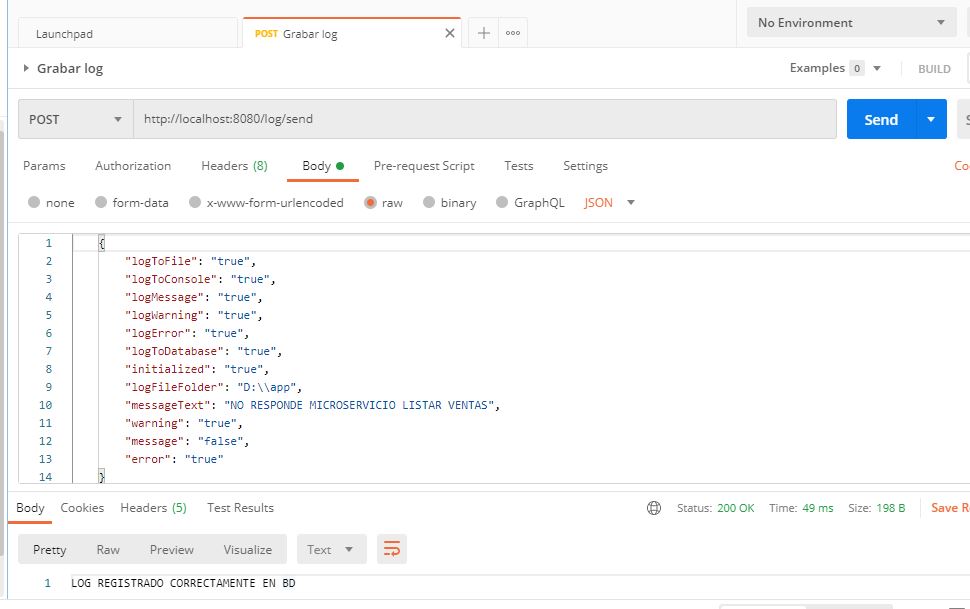 Launchpad
POST Grabar log
No Environment
Grabar log
Examples 0
BUILD
POST
http://localhost:8080/log/send
Send
Params Authorization Headers (8) Body Pre-request Script Tests Settings
none form-data x-www-form-urlencoded raw binary GraphQL JSON
1 {
2 "logToFile": "true",
3 "logToConsole": "true",
4 "logMessage": "true",
5 "logWarning": "true",
6 "logError": "true",
7 "logToDatabase": "true",
8 "initialized": "true",
9 "logFileFolder": "D:\\app",
10 "messageText": "NO RESPONDE MICROSERVICIO LISTAR VENTAS",
11 "warning": "true",
12 "message": "false",
13 "error": "true"
14 }
Body Cookies Headers (5) Test Results
Status: 200 OK Time: 49 ms Size: 198 B Save R
Pretty Raw Preview Visualize Text
1 LOG REGISTRADO CORRECTAMENTE EN BD